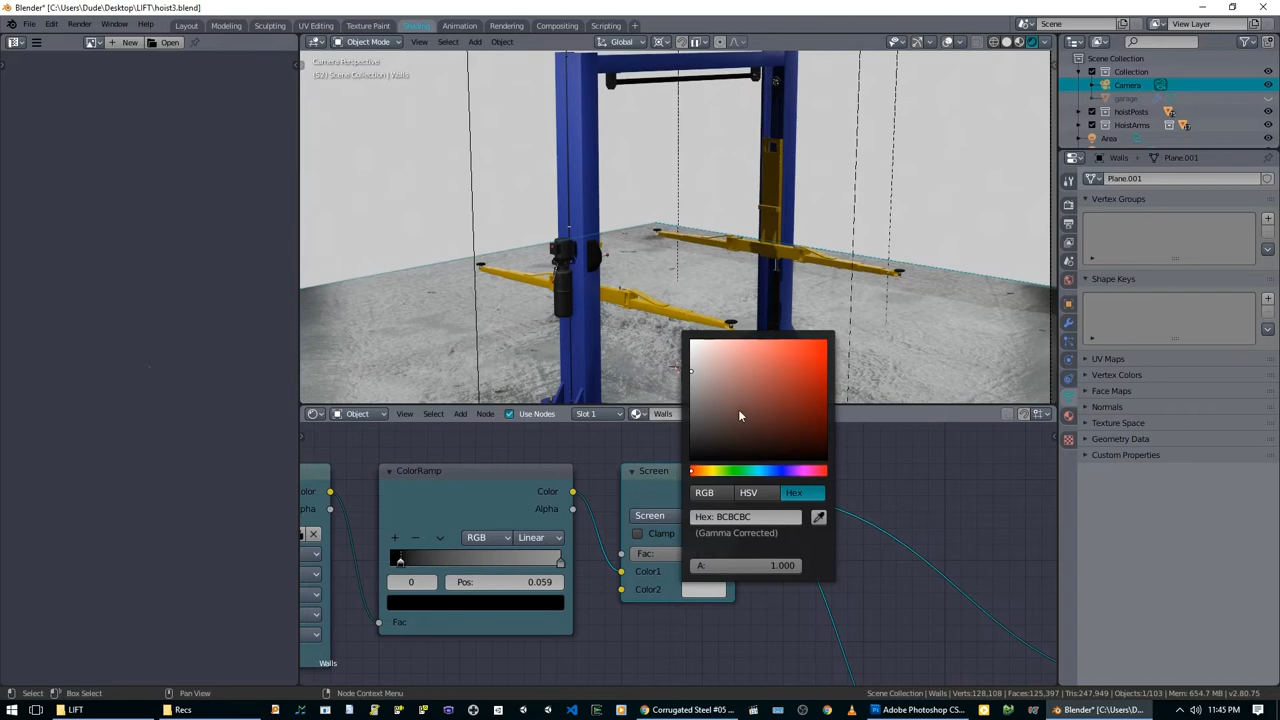 Blender* [C:\Users\Dude\Desktop\LIFT\hoist3.blend]
File Edit Render Window Help Layout Modeling Sculpting UV Editing Texture Paint Shading Animation Rendering Compositing Scripting Scene View Layer
New Open Object Mode View Select Add Object Global
Camera Perspective
(52) Scene Collection | Walls
Scene Collection
Collection
Camera
garage
hoistPosts
HoistArms
Area
Walls Plane.001
Plane.001
Vertex Groups
Shape Keys
UV Maps
Vertex Colors
Face Maps
Normals
Texture Space
Geometry Data
Custom Properties
Object View Select Add Node Use Nodes Slot 1 Walls
ColorRamp
Color
Alpha
RGB Linear
0 Pos: 0.059
Fac
Screen
Screen
Clamp
Fac:
Color1
Color2
RGB HSV Hex
Hex: BCBCBC
(Gamma Corrected)
A: 1.000
olor
pha
Walls
Select Box Select Pan View Node Context Menu Scene Collection | Walls | Verts:128,108 | Faces:125,397 | Tris:247,949 | Objects:1/103 | Mem: 654.7 MB | v2.80.75
LIFT Recs Corrugated Steel #05 ... Adobe Photoshop CS... Blender* [C:\Users\D... 11:45 PM